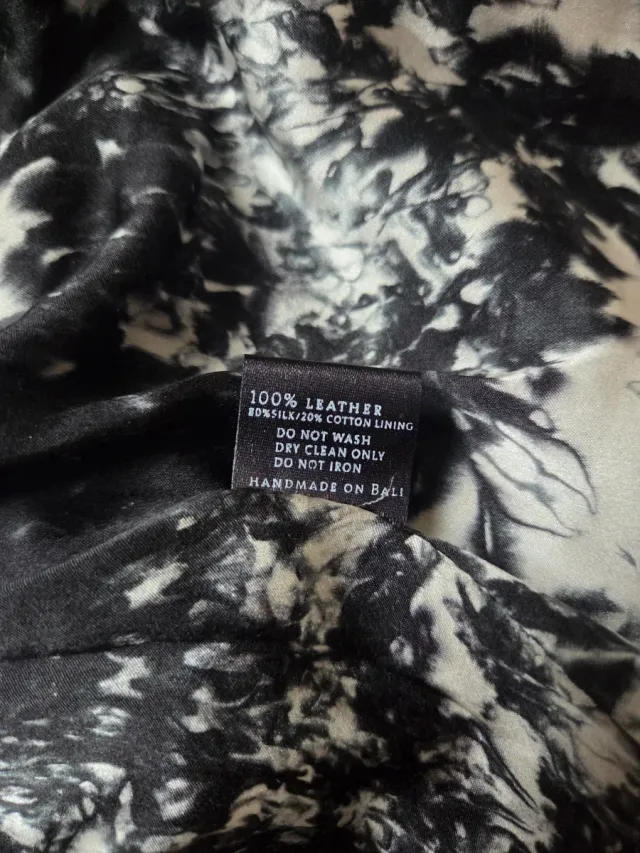 100% LEATHER
80%SILK/20% COTTON LINING
DO NOT WASH
DRY CLEAN ONLY
DO NOT IRON
HANDMADE ON BALI